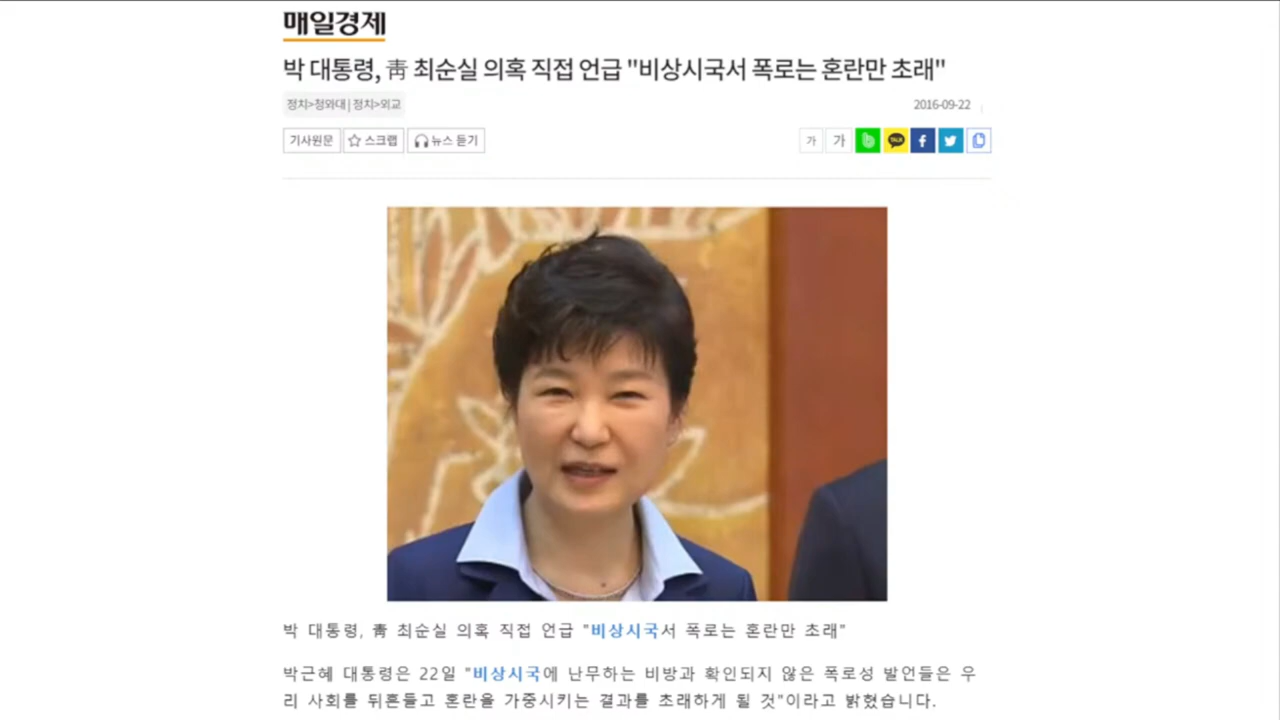 매일경제
박 대통령, 靑 최순실 의혹 직접 언급 "비상시국서 폭로는 혼란만 초래"
정치>청와대 | 정치>외교
2016-09-22
기사원문 스크랩 뉴스 듣기 가 가 TALK f
박 대통령, 靑 최순실 의혹 직접 언급 "비상시국서 폭로는 혼란만 초래"
박근혜 대통령은 22일 "비상시국에 난무하는 비방과 확인되지 않은 폭로성 발언들은 우
리 사회를 뒤흔들고 혼란을 가중시키는 결과를 초래하게 될 것"이라고 밝혔습니다.